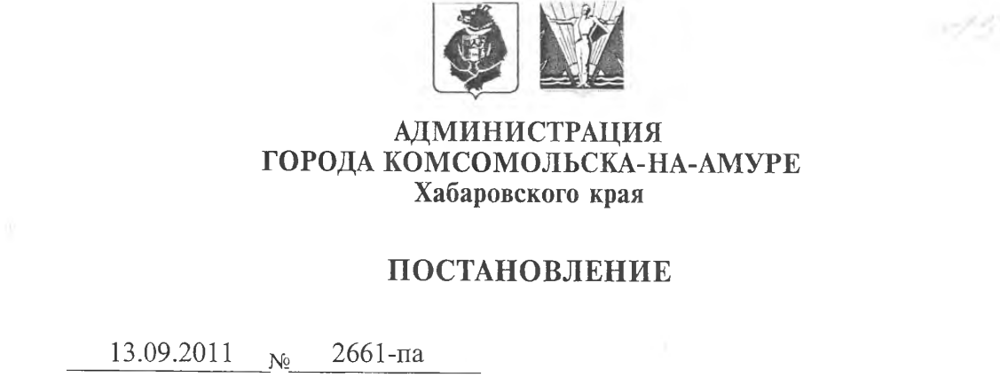 АДМИНИСТРАЦИЯ
ГОРОДА КОМСОМОЛЬСКА-НА-АМУРЕ
Хабаровского края
ПОСТАНОВЛЕНИЕ
13.09.2011 № 2661-па